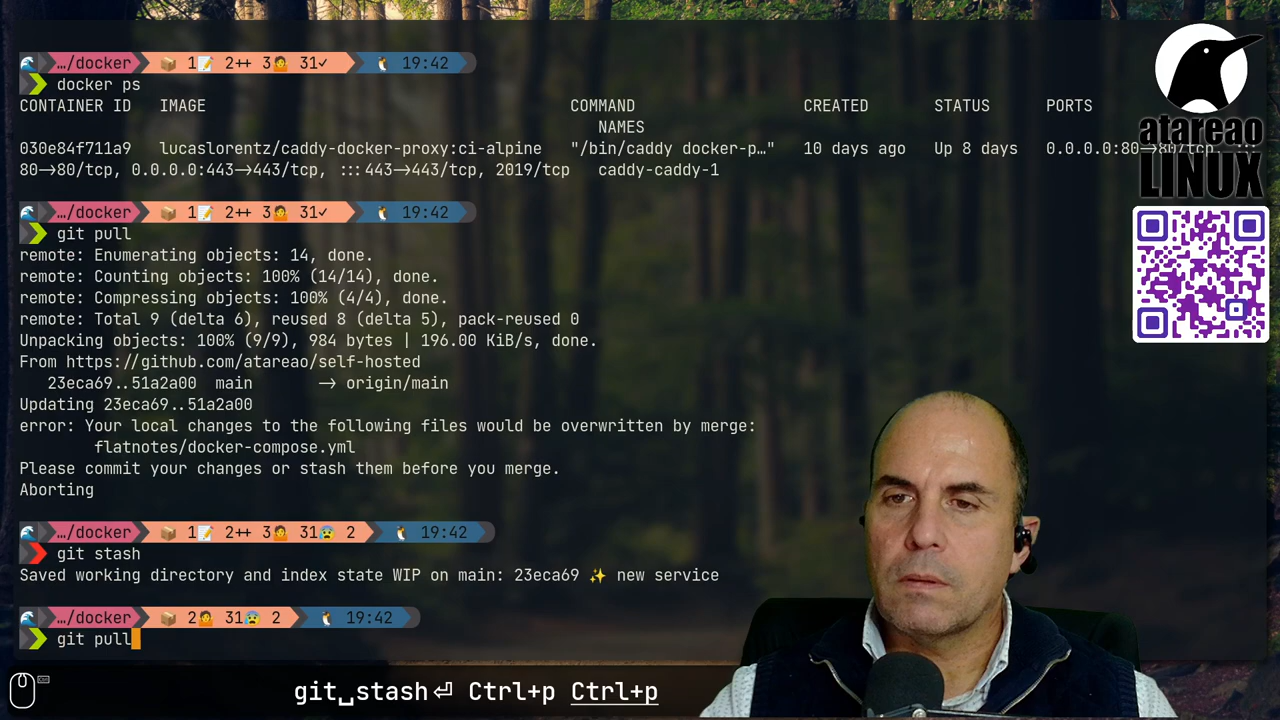 …/docker 📦 1📝 2++ 3🤷 31✓ 🐧 19:42
docker ps
CONTAINER ID IMAGE COMMAND CREATED STATUS PORTS
NAMES
030e84f711a9 lucaslorentz/caddy-docker-proxy:ci-alpine "/bin/caddy docker-p…" 10 days ago Up 8 days 0.0.0.0:80->80/tcp, :::
80->80/tcp, 0.0.0.0:443->443/tcp, :::443->443/tcp, 2019/tcp caddy-caddy-1
…/docker 📦 1📝 2++ 3🤷 31✓ 🐧 19:42
git pull
remote: Enumerating objects: 14, done.
remote: Counting objects: 100% (14/14), done.
remote: Compressing objects: 100% (4/4), done.
remote: Total 9 (delta 6), reused 8 (delta 5), pack-reused 0
Unpacking objects: 100% (9/9), 984 bytes | 196.00 KiB/s, done.
From https://github.com/atareao/self-hosted
23eca69..51a2a00 main -> origin/main
Updating 23eca69..51a2a00
error: Your local changes to the following files would be overwritten by merge:
flatnotes/docker-compose.yml
Please commit your changes or stash them before you merge.
Aborting
…/docker 📦 1📝 2++ 3🤷 31😰 2 🐧 19:42
git stash
Saved working directory and index state WIP on main: 23eca69 ✨ new service
…/docker 📦 2🤷 31😰 2 🐧 19:42
git pull
git␣stash⏎ Ctrl+p Ctrl+p
atareao
LINUX